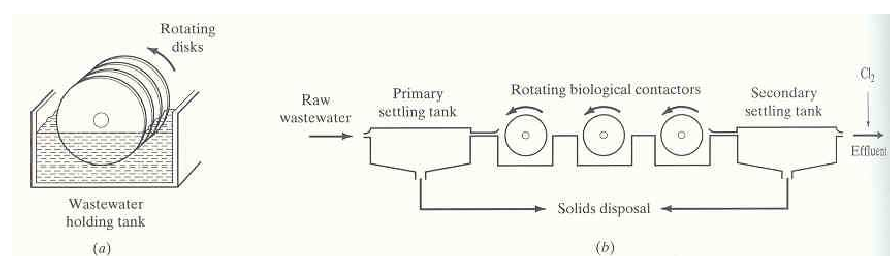 Rotating
disks
Wastewater
holding tank
(a)
Raw
wastewater
Primary
settling tank
Rotating biological contactors
Secondary
settling tank
Cl₂
Effluent
Solids disposal
(b)